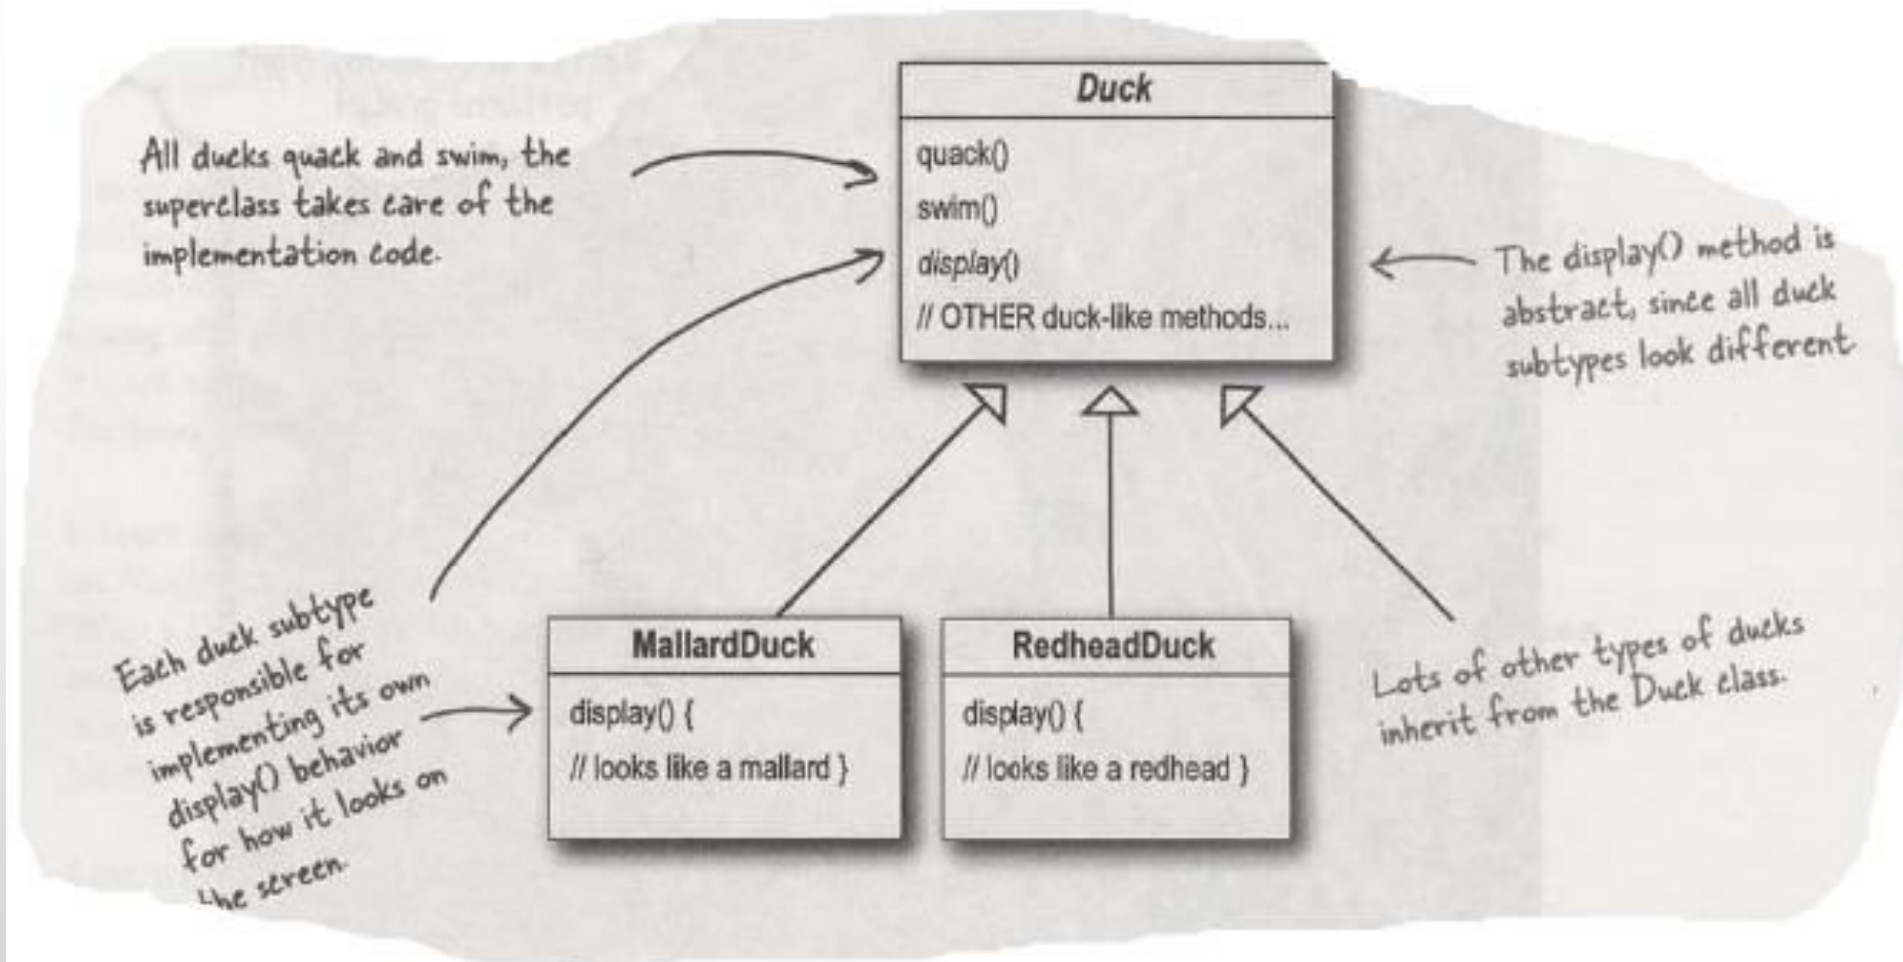 Duck
quack()
swim()
display()
// OTHER duck-like methods...
All ducks quack and swim, the
superclass takes care of the
implementation code.
The display() method is
abstract, since all duck
subtypes look different.
Each duck subtype
is responsible for
implementing its own
display() behavior
for how it looks on
the screen.
MallardDuck
display() {
// looks like a mallard }
RedheadDuck
display() {
// looks like a redhead }
Lots of other types of ducks
inherit from the Duck class.